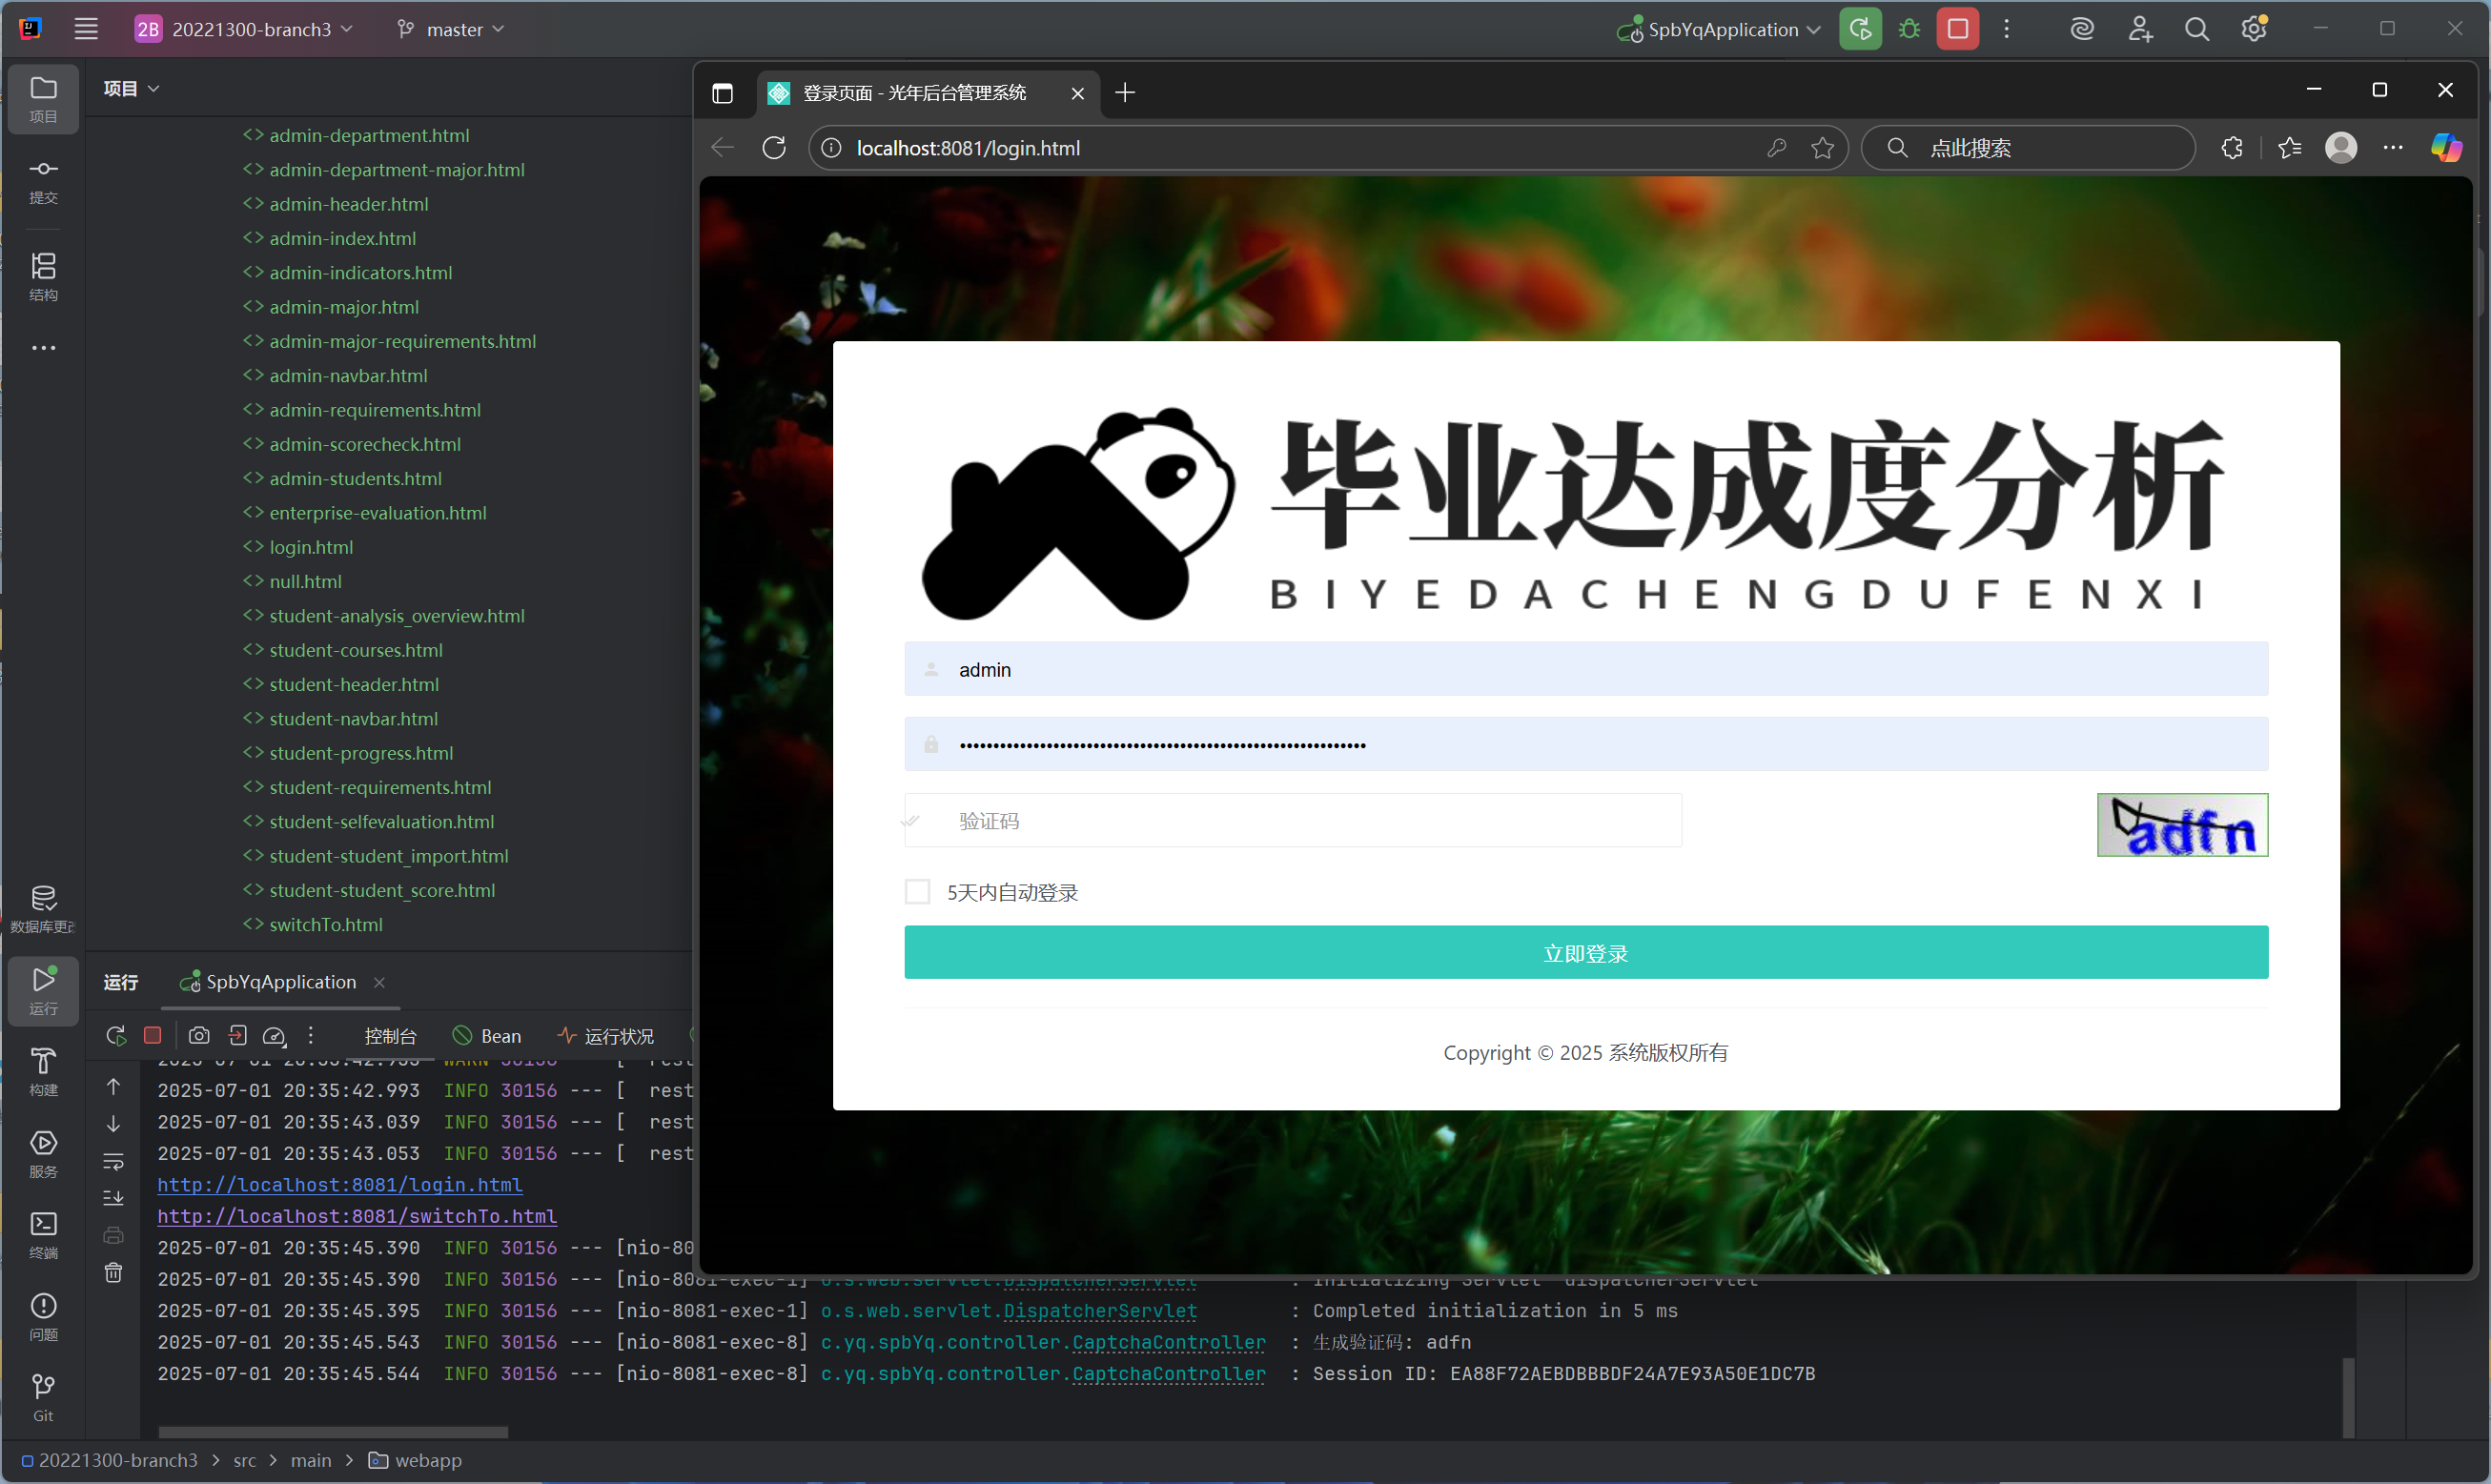 2B 20221300-branch3 master SpbYqApplication
项目
提交
结构
数据库更改
运行
构建
服务
终端
问题
Git
项目
admin-department.html
admin-department-major.html
admin-header.html
admin-index.html
admin-indicators.html
admin-major.html
admin-major-requirements.html
admin-navbar.html
admin-requirements.html
admin-scorecheck.html
admin-students.html
enterprise-evaluation.html
login.html
null.html
student-analysis_overview.html
student-courses.html
student-header.html
student-navbar.html
student-progress.html
student-requirements.html
student-selfevaluation.html
student-student_import.html
student-student_score.html
switchTo.html
登录页面 - 光年后台管理系统
localhost:8081/login.html
点此搜索
毕业达成度分析
BIYEDACHENGDUFENXI
admin
验证码
adfn
5天内自动登录
立即登录
Copyright © 2025 系统版权所有
运行 SpbYqApplication
控制台 Bean 运行状况
2025-07-01 20:35:42.993 INFO 30156 --- [ rest
2025-07-01 20:35:43.039 INFO 30156 --- [ rest
2025-07-01 20:35:43.053 INFO 30156 --- [ rest
http://localhost:8081/login.html
http://localhost:8081/switchTo.html
2025-07-01 20:35:45.390 INFO 30156 --- [nio-80
2025-07-01 20:35:45.390 INFO 30156 --- [nio-8081-exec-1] o.s.web.servlet.DispatcherServlet : Initializing Servlet 'dispatcherServlet'
2025-07-01 20:35:45.395 INFO 30156 --- [nio-8081-exec-1] o.s.web.servlet.DispatcherServlet : Completed initialization in 5 ms
2025-07-01 20:35:45.543 INFO 30156 --- [nio-8081-exec-8] c.yq.spbYq.controller.CaptchaController : 生成验证码: adfn
2025-07-01 20:35:45.544 INFO 30156 --- [nio-8081-exec-8] c.yq.spbYq.controller.CaptchaController : Session ID: EA88F72AEBDBBBDF24A7E93A50E1DC7B
20221300-branch3 > src > main > webapp